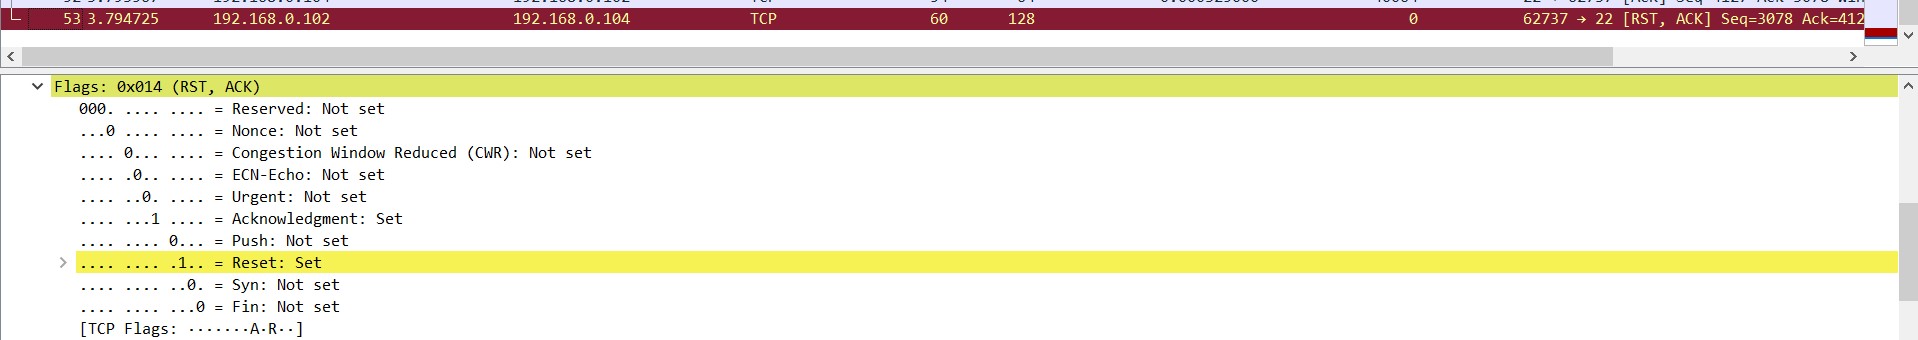 53 3.794725 192.168.0.102 192.168.0.104 TCP 60 128 0 62737 → 22 [RST, ACK] Seq=3078 Ack=412
Flags: 0x014 (RST, ACK)
000. .... .... = Reserved: Not set
...0 .... .... = Nonce: Not set
.... 0... .... = Congestion Window Reduced (CWR): Not set
.... .0.. .... = ECN-Echo: Not set
.... ..0. .... = Urgent: Not set
.... ...1 .... = Acknowledgment: Set
.... .... 0... = Push: Not set
.... .... .1.. = Reset: Set
.... .... ..0. = Syn: Not set
.... .... ...0 = Fin: Not set
[TCP Flags: ·······A·R··]